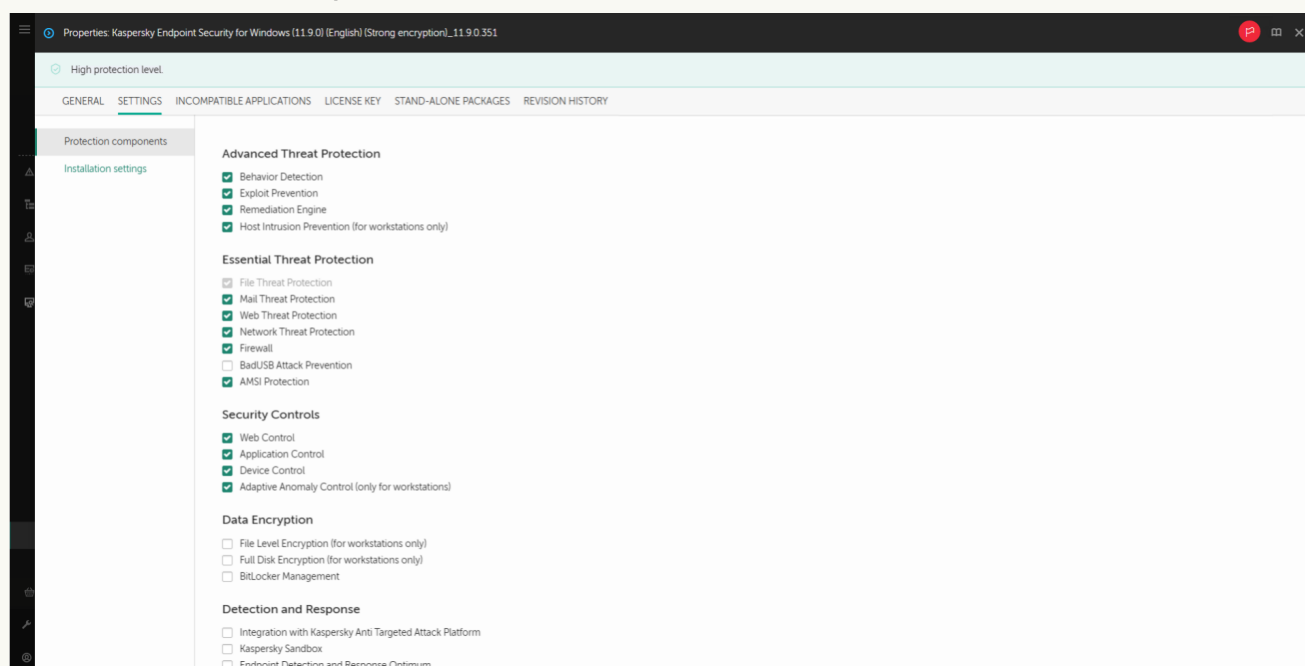 Properties: Kaspersky Endpoint Security for Windows (11.9.0) (English) (Strong encryption)_11.9.0.351
High protection level.
GENERAL SETTINGS INCOMPATIBLE APPLICATIONS LICENSE KEY STAND-ALONE PACKAGES REVISION HISTORY
Protection components
Installation settings
Advanced Threat Protection
Behavior Detection
Exploit Prevention
Remediation Engine
Host Intrusion Prevention (for workstations only)
Essential Threat Protection
File Threat Protection
Mail Threat Protection
Web Threat Protection
Network Threat Protection
Firewall
BadUSB Attack Prevention
AMSI Protection
Security Controls
Web Control
Application Control
Device Control
Adaptive Anomaly Control (only for workstations)
Data Encryption
File Level Encryption (for workstations only)
Full Disk Encryption (for workstations only)
BitLocker Management
Detection and Response
Integration with Kaspersky Anti Targeted Attack Platform
Kaspersky Sandbox
Endpoint Detection and Response Optimum